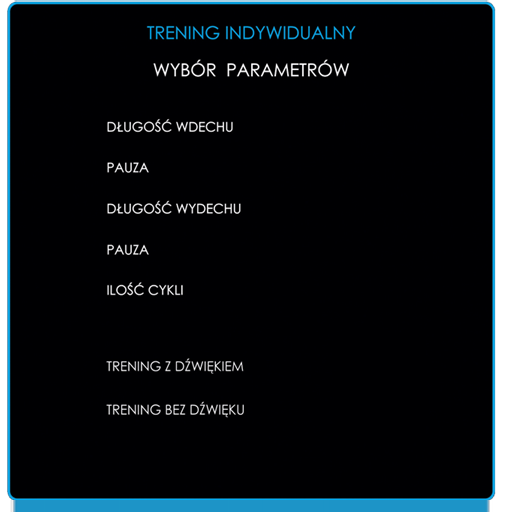 TRENING INDYWIDUALNY
WYBÓR PARAMETRÓW
DŁUGOŚĆ WDECHU
PAUZA
DŁUGOŚĆ WYDECHU
PAUZA
ILOŚĆ CYKLI
TRENING Z DŹWIĘKIEM
TRENING BEZ DŹWIĘKU